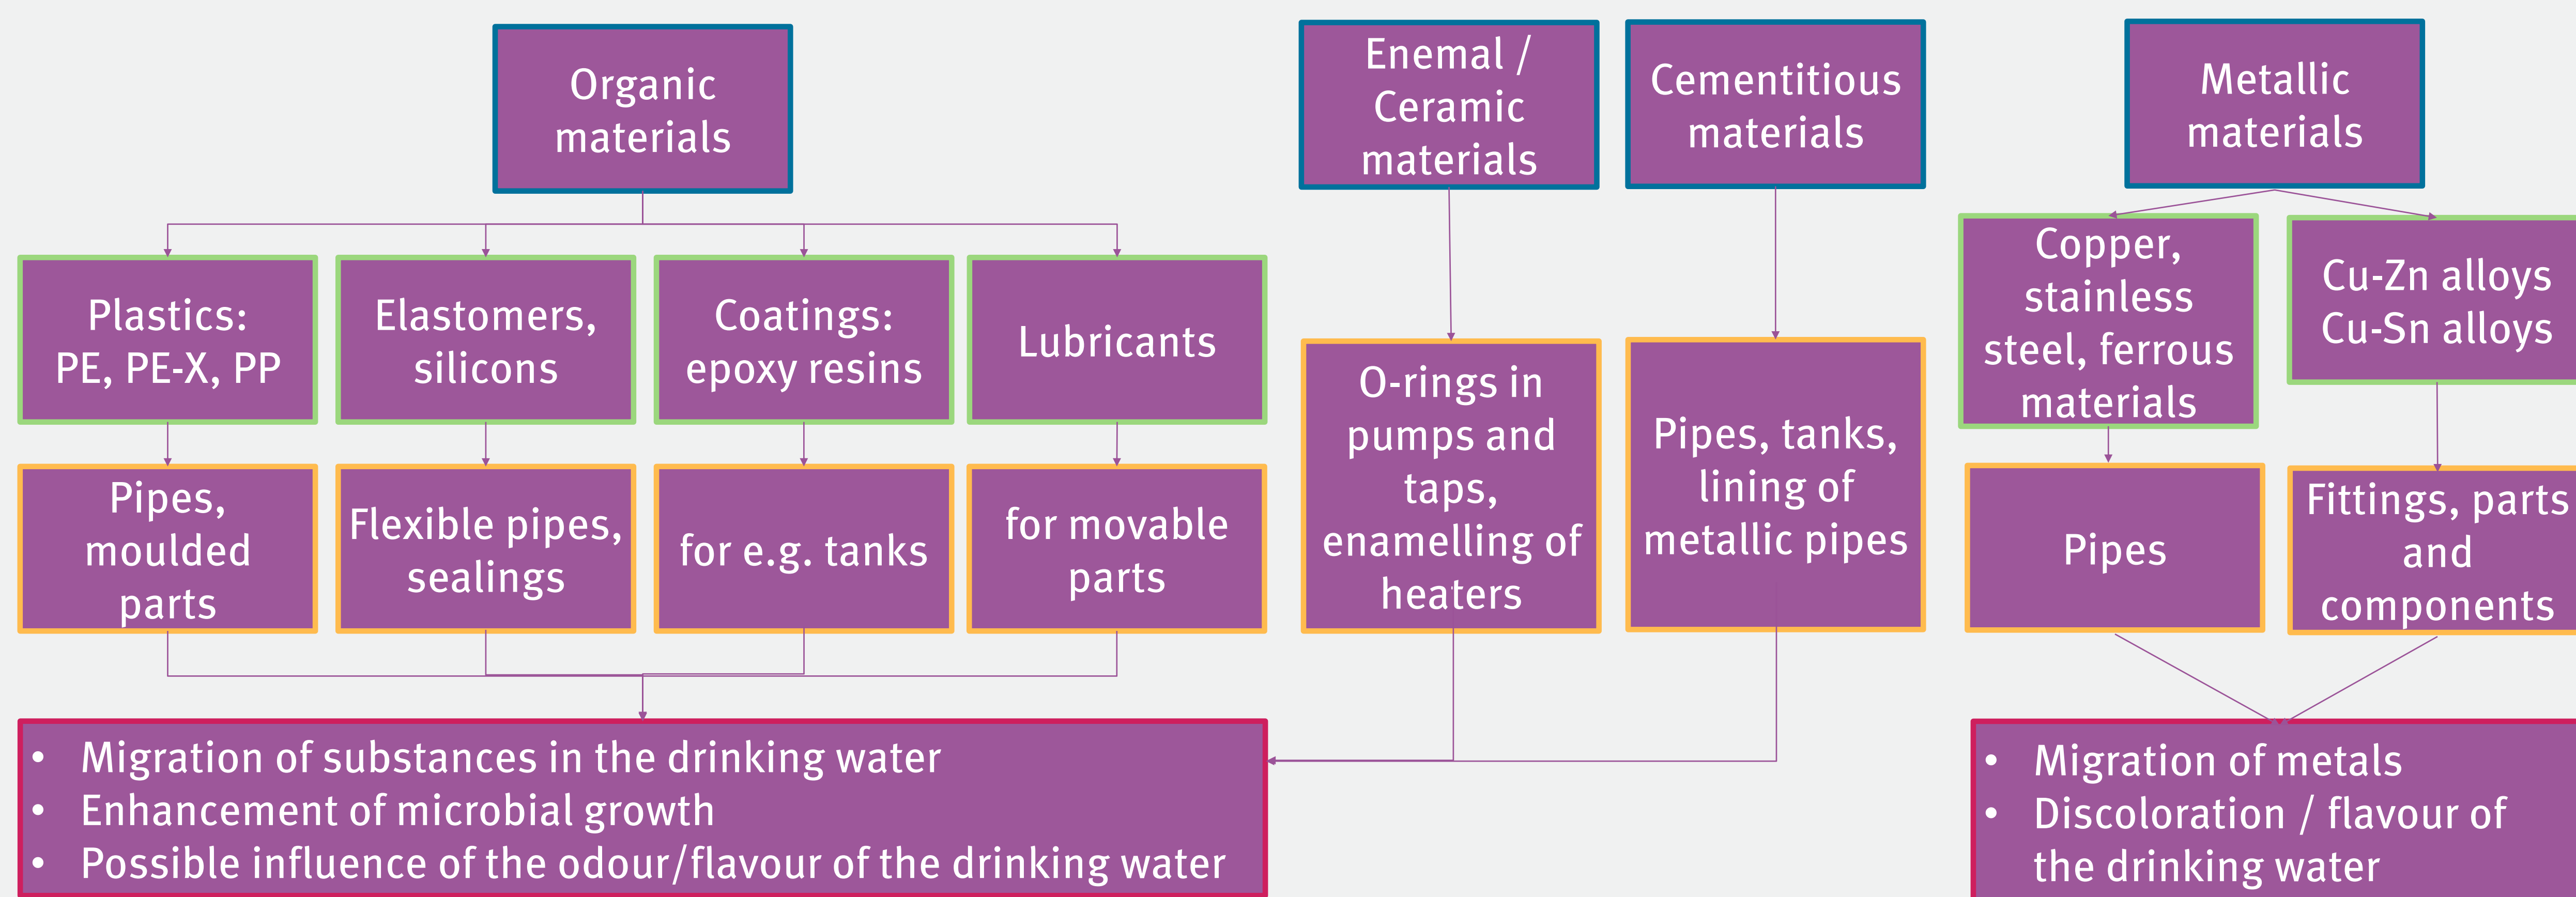 Organic
materials
Enemal /
Ceramic
materials
Cementitious
materials
Metallic
materials
Plastics:
PE, PE-X, PP
Elastomers,
silicons
Coatings:
epoxy resins
Lubricants
Copper,
stainless
steel, ferrous
materials
Cu-Zn alloys
Cu-Sn alloys
Pipes,
moulded
parts
Flexible pipes,
sealings
for e.g. tanks
for movable
parts
O-rings in
pumps and
taps,
enamelling of
heaters
Pipes, tanks,
lining of
metallic pipes
Pipes
Fittings, parts
and
components
• Migration of substances in the drinking water
• Enhancement of microbial growth
• Possible influence of the odour/flavour of the drinking water
• Migration of metals
• Discoloration / flavour of
the drinking water